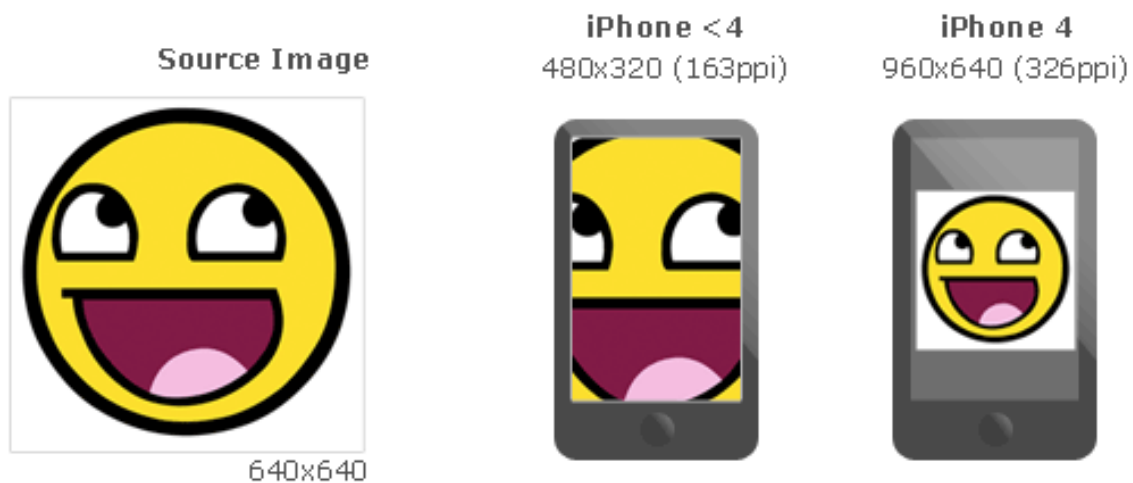 Source Image
640x640
iPhone <4
480x320 (163ppi)
iPhone 4
960x640 (326ppi)